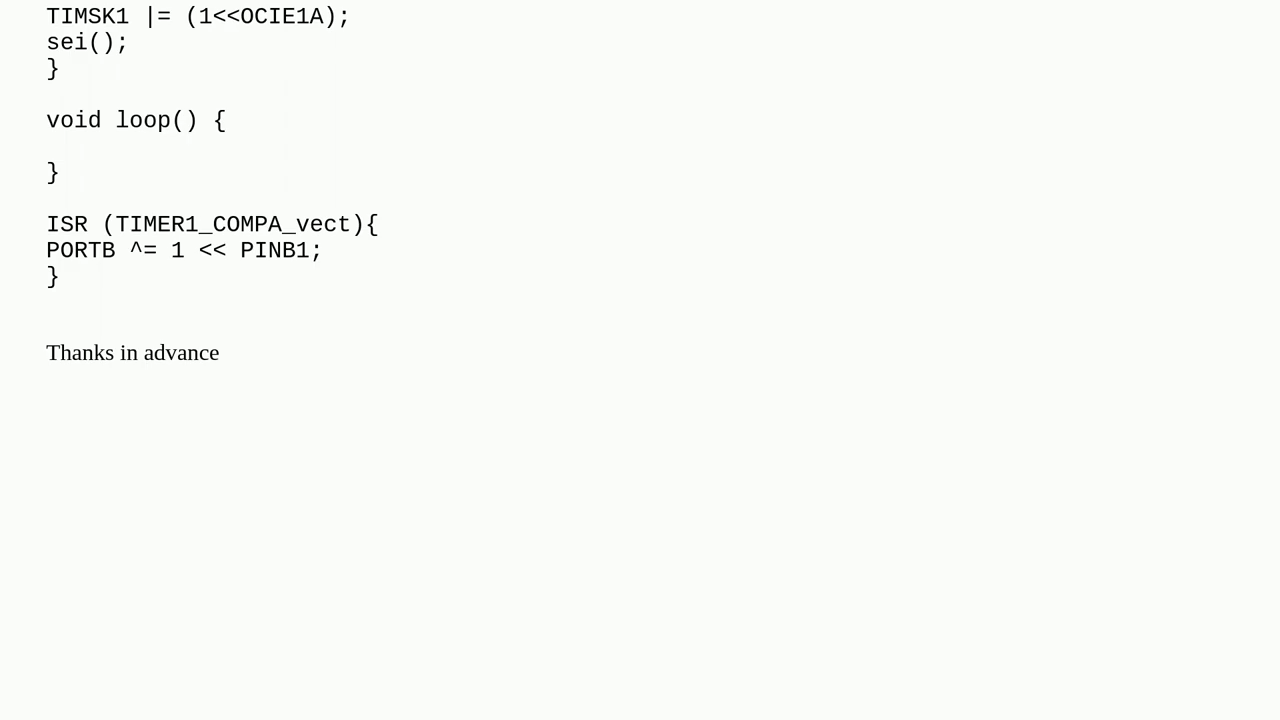 TIMSK1 |= (1<<OCIE1A);
sei();
}
void loop() {
}
ISR (TIMER1_COMPA_vect){
PORTB ^= 1 << PINB1;
}
Thanks in advance